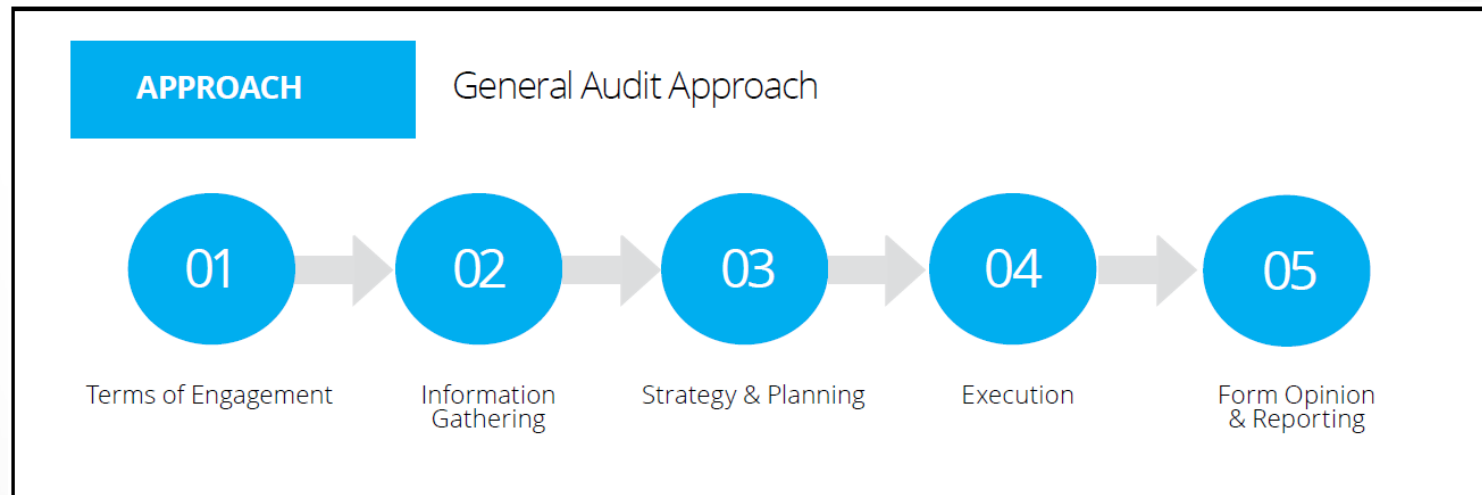 APPROACH
General Audit Approach
01
02
03
04
05
Terms of Engagement
Information
Gathering
Strategy & Planning
Execution
Form Opinion
& Reporting